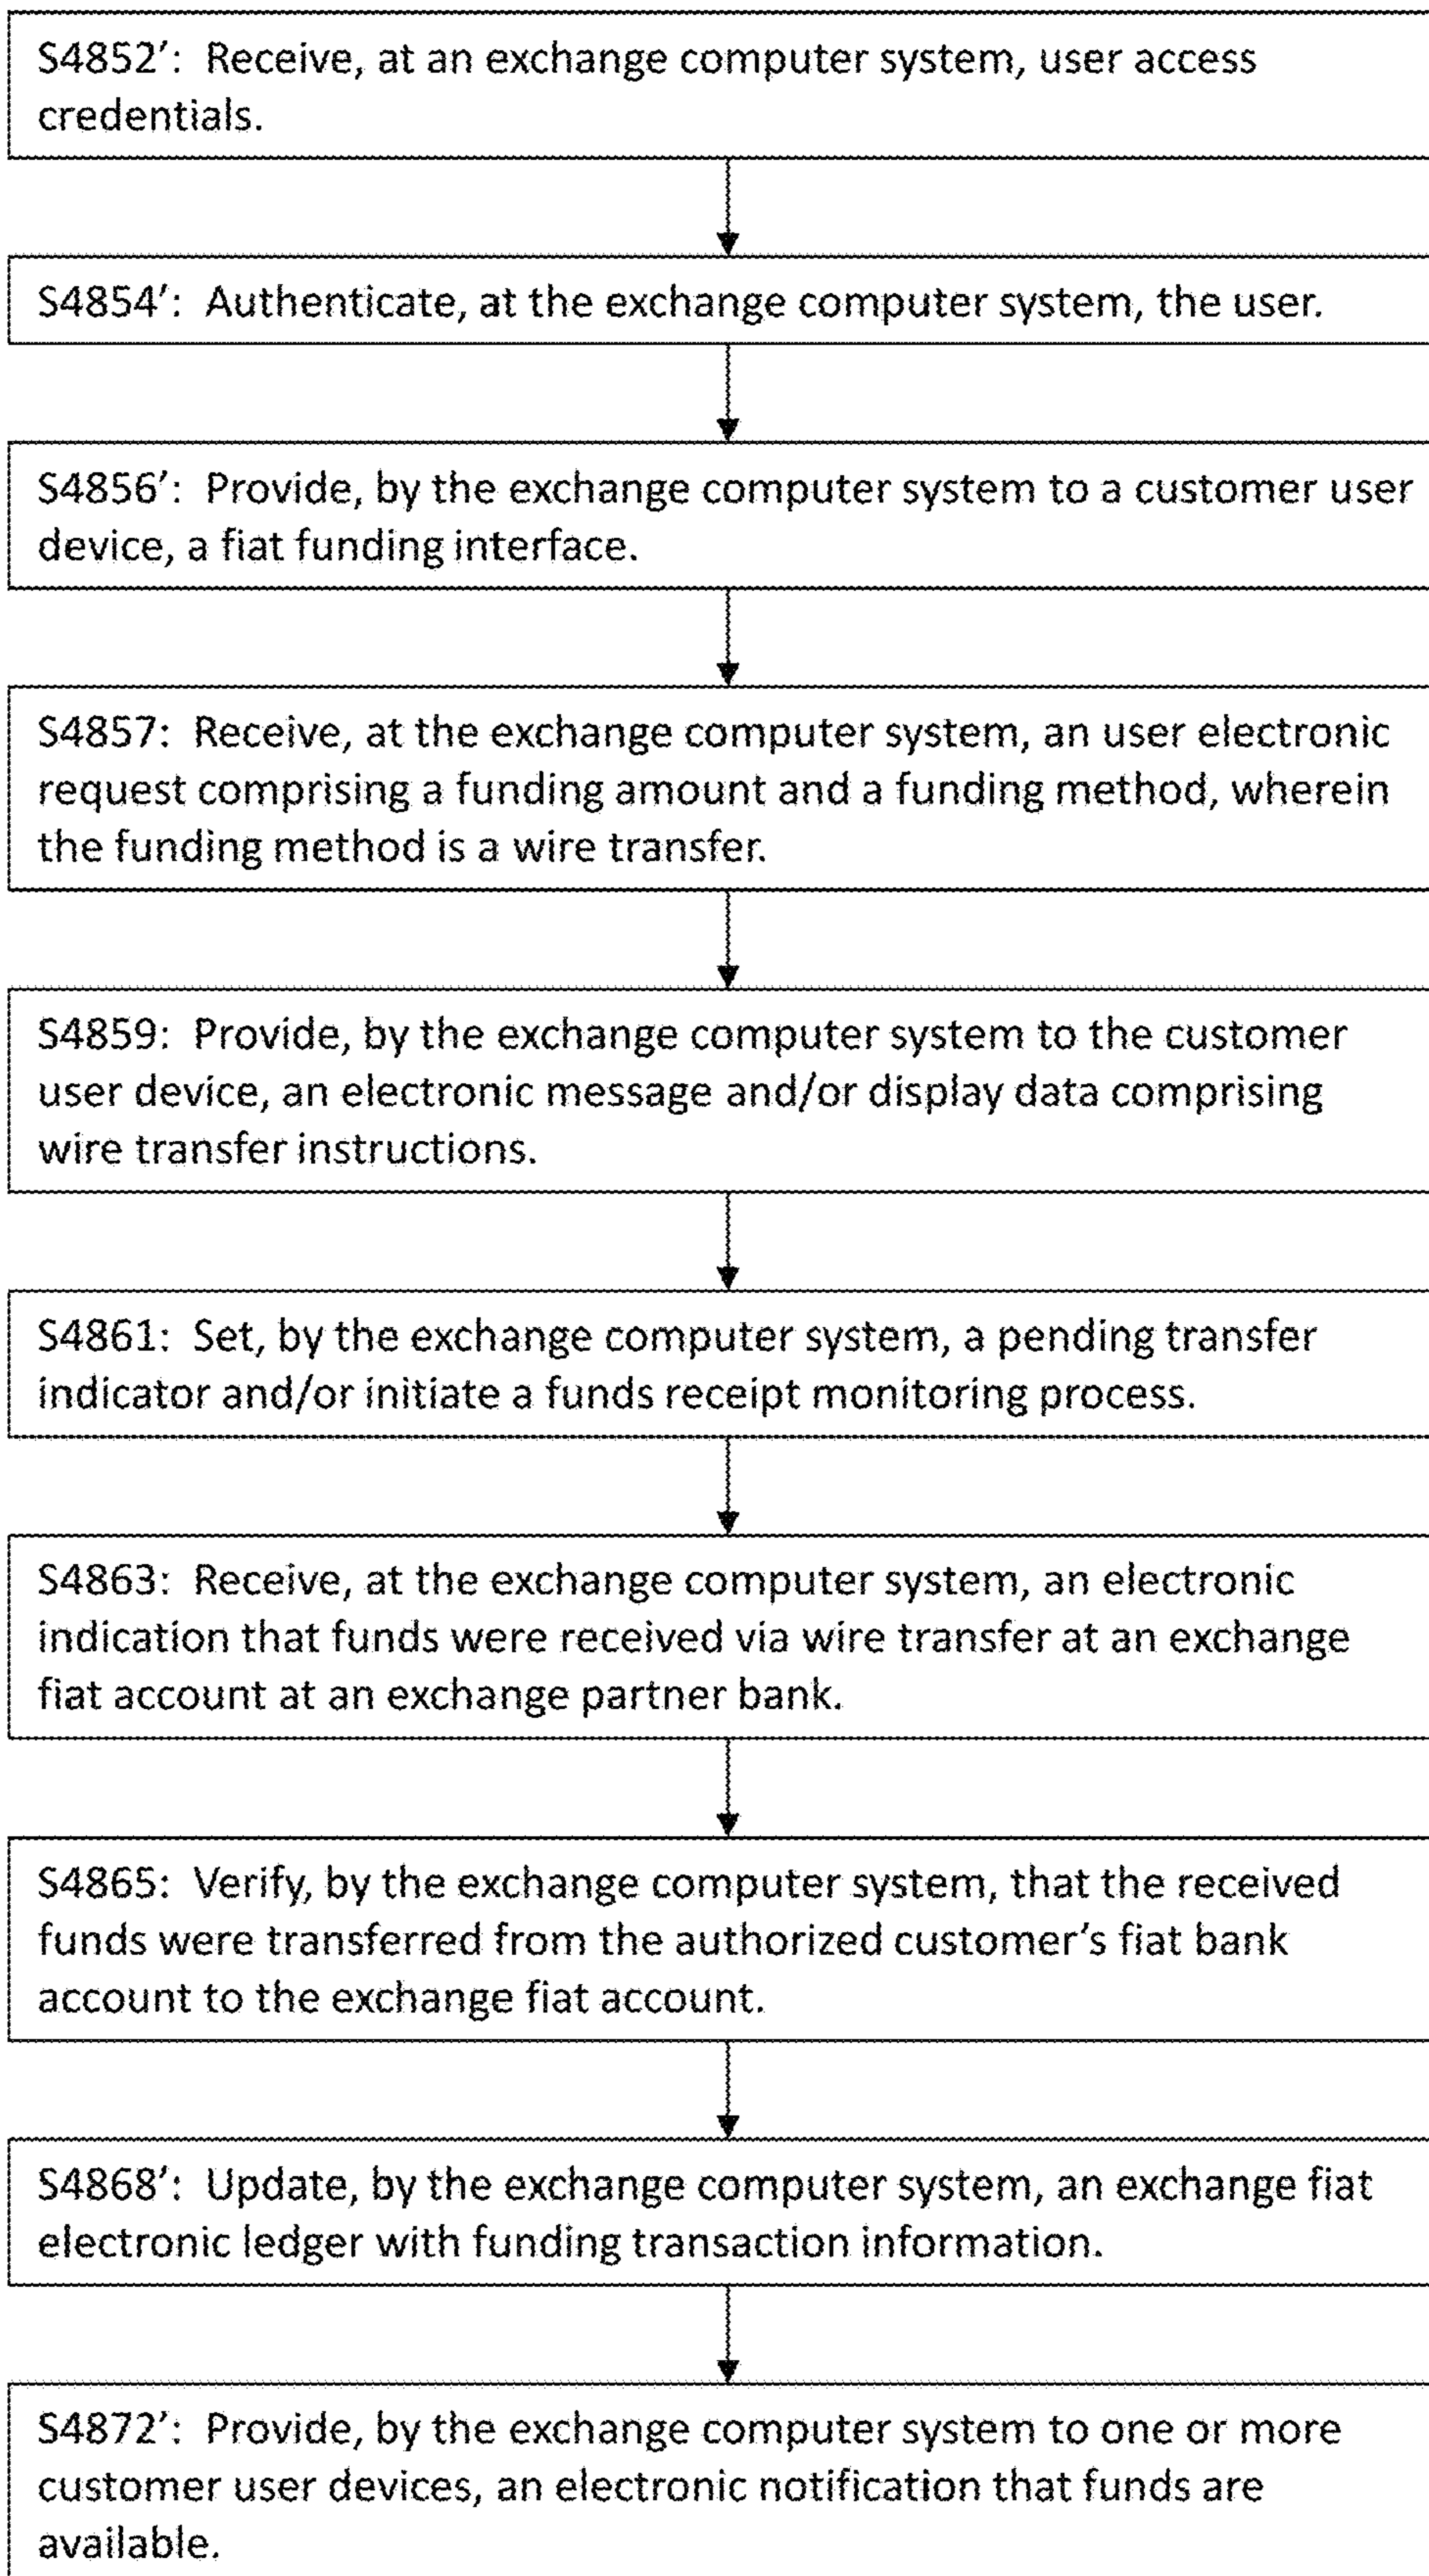 S4852′:  Receive, at an exchange computer system, user access
credentials.
S4854′:  Authenticate, at the exchange computer system, the user.
S4856′:  Provide, by the exchange computer system to a customer user
device, a fiat funding interface.
S4857:  Receive, at the exchange computer system, an user electronic
request comprising a funding amount and a funding method, wherein
the funding method is a wire transfer.
S4859:  Provide, by the exchange computer system to the customer
user device, an electronic message and/or display data comprising
wire transfer instructions.
S4861:  Set, by the exchange computer system, a pending transfer
indicator and/or initiate a funds receipt monitoring process.
S4863:  Receive, at the exchange computer system, an electronic
indication that funds were received via wire transfer at an exchange
fiat account at an exchange partner bank.
S4865:  Verify, by the exchange computer system, that the received
funds were transferred from the authorized customer’s fiat bank
account to the exchange fiat account.
S4868′:  Update, by the exchange computer system, an exchange fiat
electronic ledger with funding transaction information.
S4872′:  Provide, by the exchange computer system to one or more
customer user devices, an electronic notification that funds are
available.